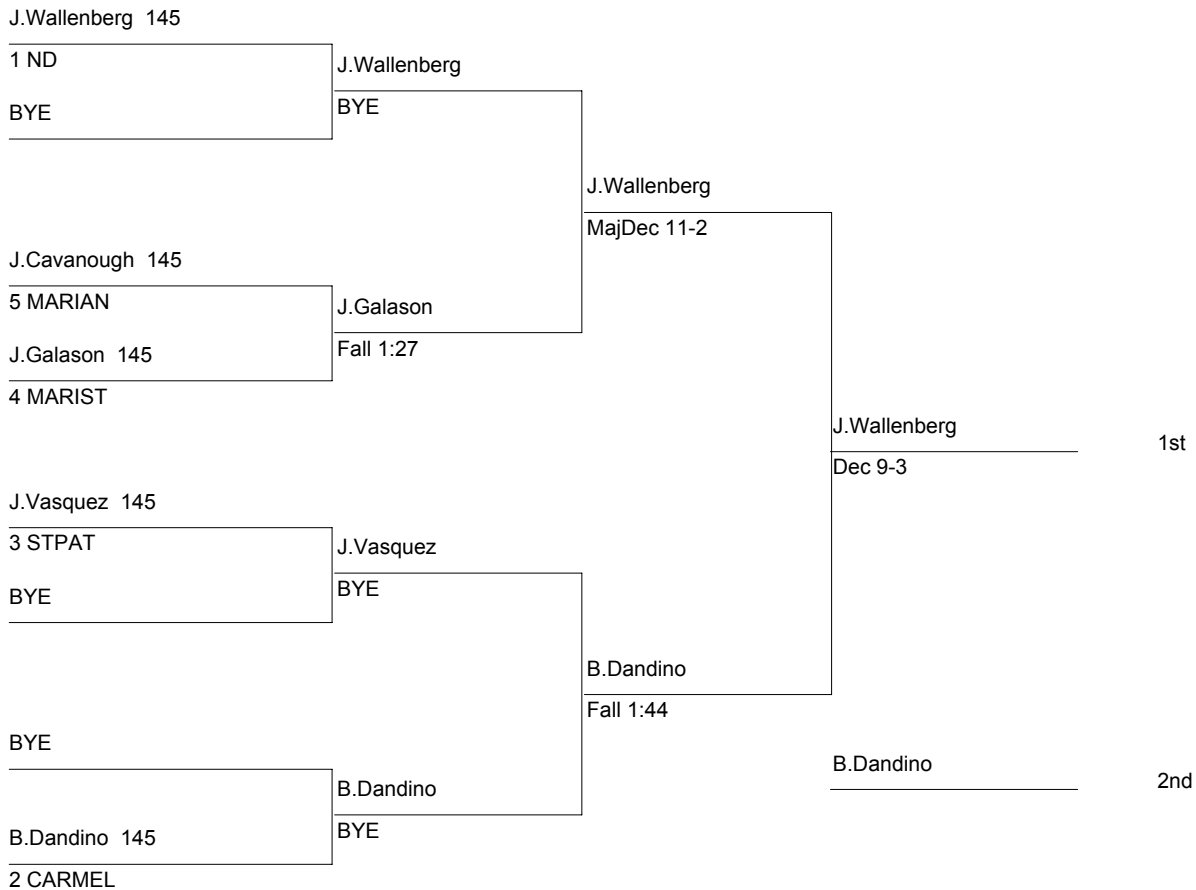 J.Wallenberg 145
1 ND
BYE
J.Wallenberg
BYE
J.Cavanough 145
5 MARIAN
J.Galason 145
4 MARIST
J.Galason
Fall 1:27
J.Wallenberg
MajDec 11-2
J.Vasquez 145
3 STPAT
BYE
J.Vasquez
BYE
BYE
B.Dandino 145
2 CARMEL
B.Dandino
BYE
B.Dandino
Fall 1:44
J.Wallenberg
Dec 9-3
1st
B.Dandino
2nd